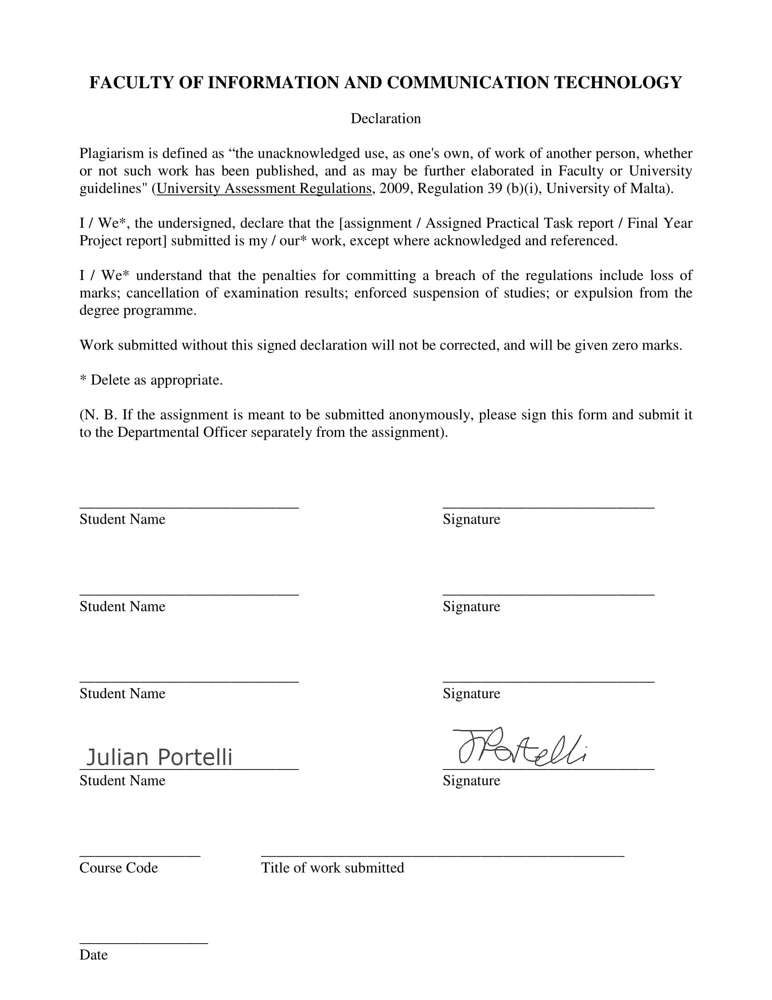 FACULTY OF INFORMATION AND COMMUNICATION TECHNOLOGY
Declaration
Plagiarism is defined as “the unacknowledged use, as one's own, of work of another person, whether
or not such work has been published, and as may be further elaborated in Faculty or University
guidelines" (University Assessment Regulations, 2009, Regulation 39 (b)(i), University of Malta).
I / We*, the undersigned, declare that the [assignment / Assigned Practical Task report / Final Year
Project report] submitted is my / our* work, except where acknowledged and referenced.
I / We* understand that the penalties for committing a breach of the regulations include loss of
marks; cancellation of examination results; enforced suspension of studies; or expulsion from the
degree programme.
Work submitted without this signed declaration will not be corrected, and will be given zero marks.
* Delete as appropriate.
(N. B. If the assignment is meant to be submitted anonymously, please sign this form and submit it
to the Departmental Officer separately from the assignment).
Student Name Signature
Student Name Signature
Student Name Signature
Julian Portelli JPortelli
Student Name Signature
Course Code Title of work submitted
Date